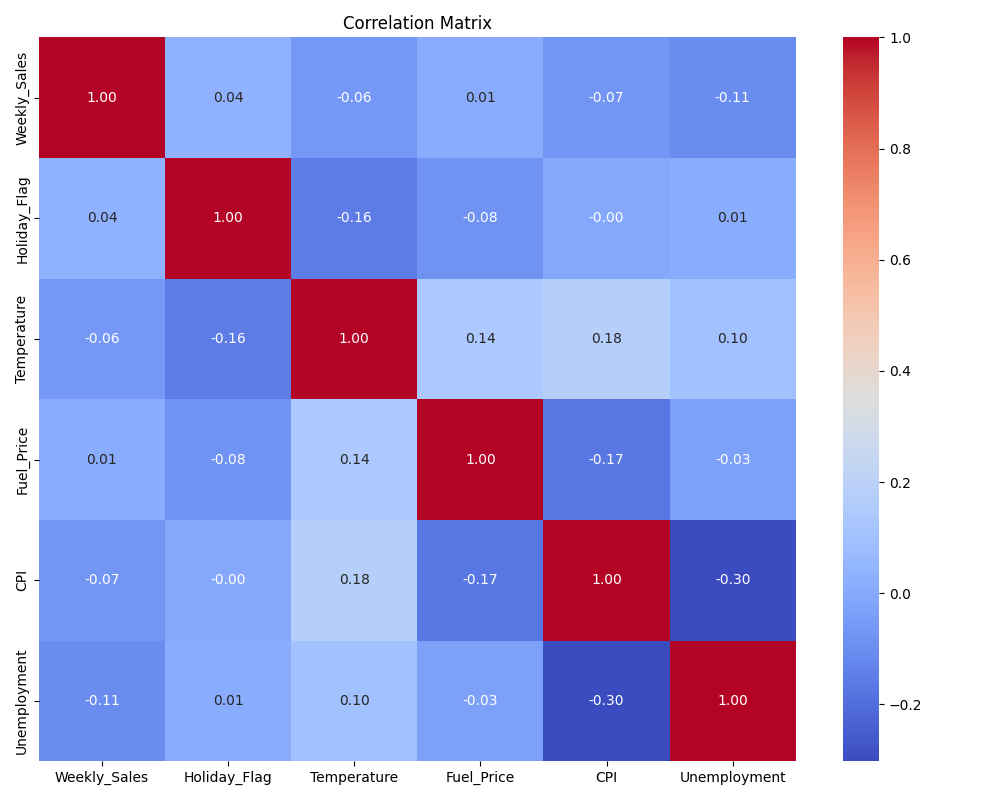 Correlation Matrix
Weekly_Sales
1.00 0.04 -0.06 0.01 -0.07 -0.11
Holiday_Flag
0.04 1.00 -0.16 -0.08 -0.00 0.01
Temperature
-0.06 -0.16 1.00 0.14 0.18 0.10
Fuel_Price
0.01 -0.08 0.14 1.00 -0.17 -0.03
CPI
-0.07 -0.00 0.18 -0.17 1.00 -0.30
Unemployment
-0.11 0.01 0.10 -0.03 -0.30 1.00
Weekly_Sales Holiday_Flag Temperature Fuel_Price CPI Unemployment
1.0
0.8
0.6
0.4
0.2
0.0
−0.2